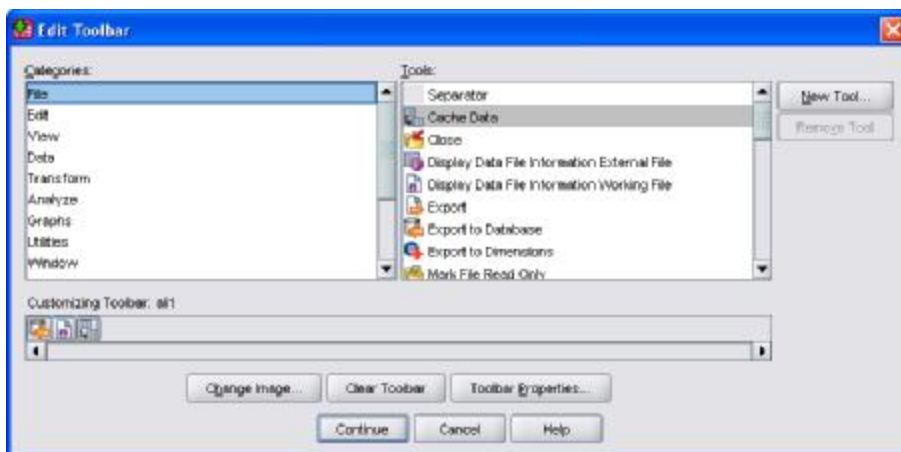 Edit Toolbar
Categories:
Tools:
File
Edit
View
Data
Transform
Analyze
Graphs
Utilities
Window
Separator
Cache Data
Close
Display Data File Information External File
Display Data File Information Working File
Export
Export to Database
Export to Dimensions
Mark File Read Only
New Tool...
Remove Tool
Customizing Toolbar: all1
Change Image...
Clear Toolbar
Toolbar Properties...
Continue
Cancel
Help